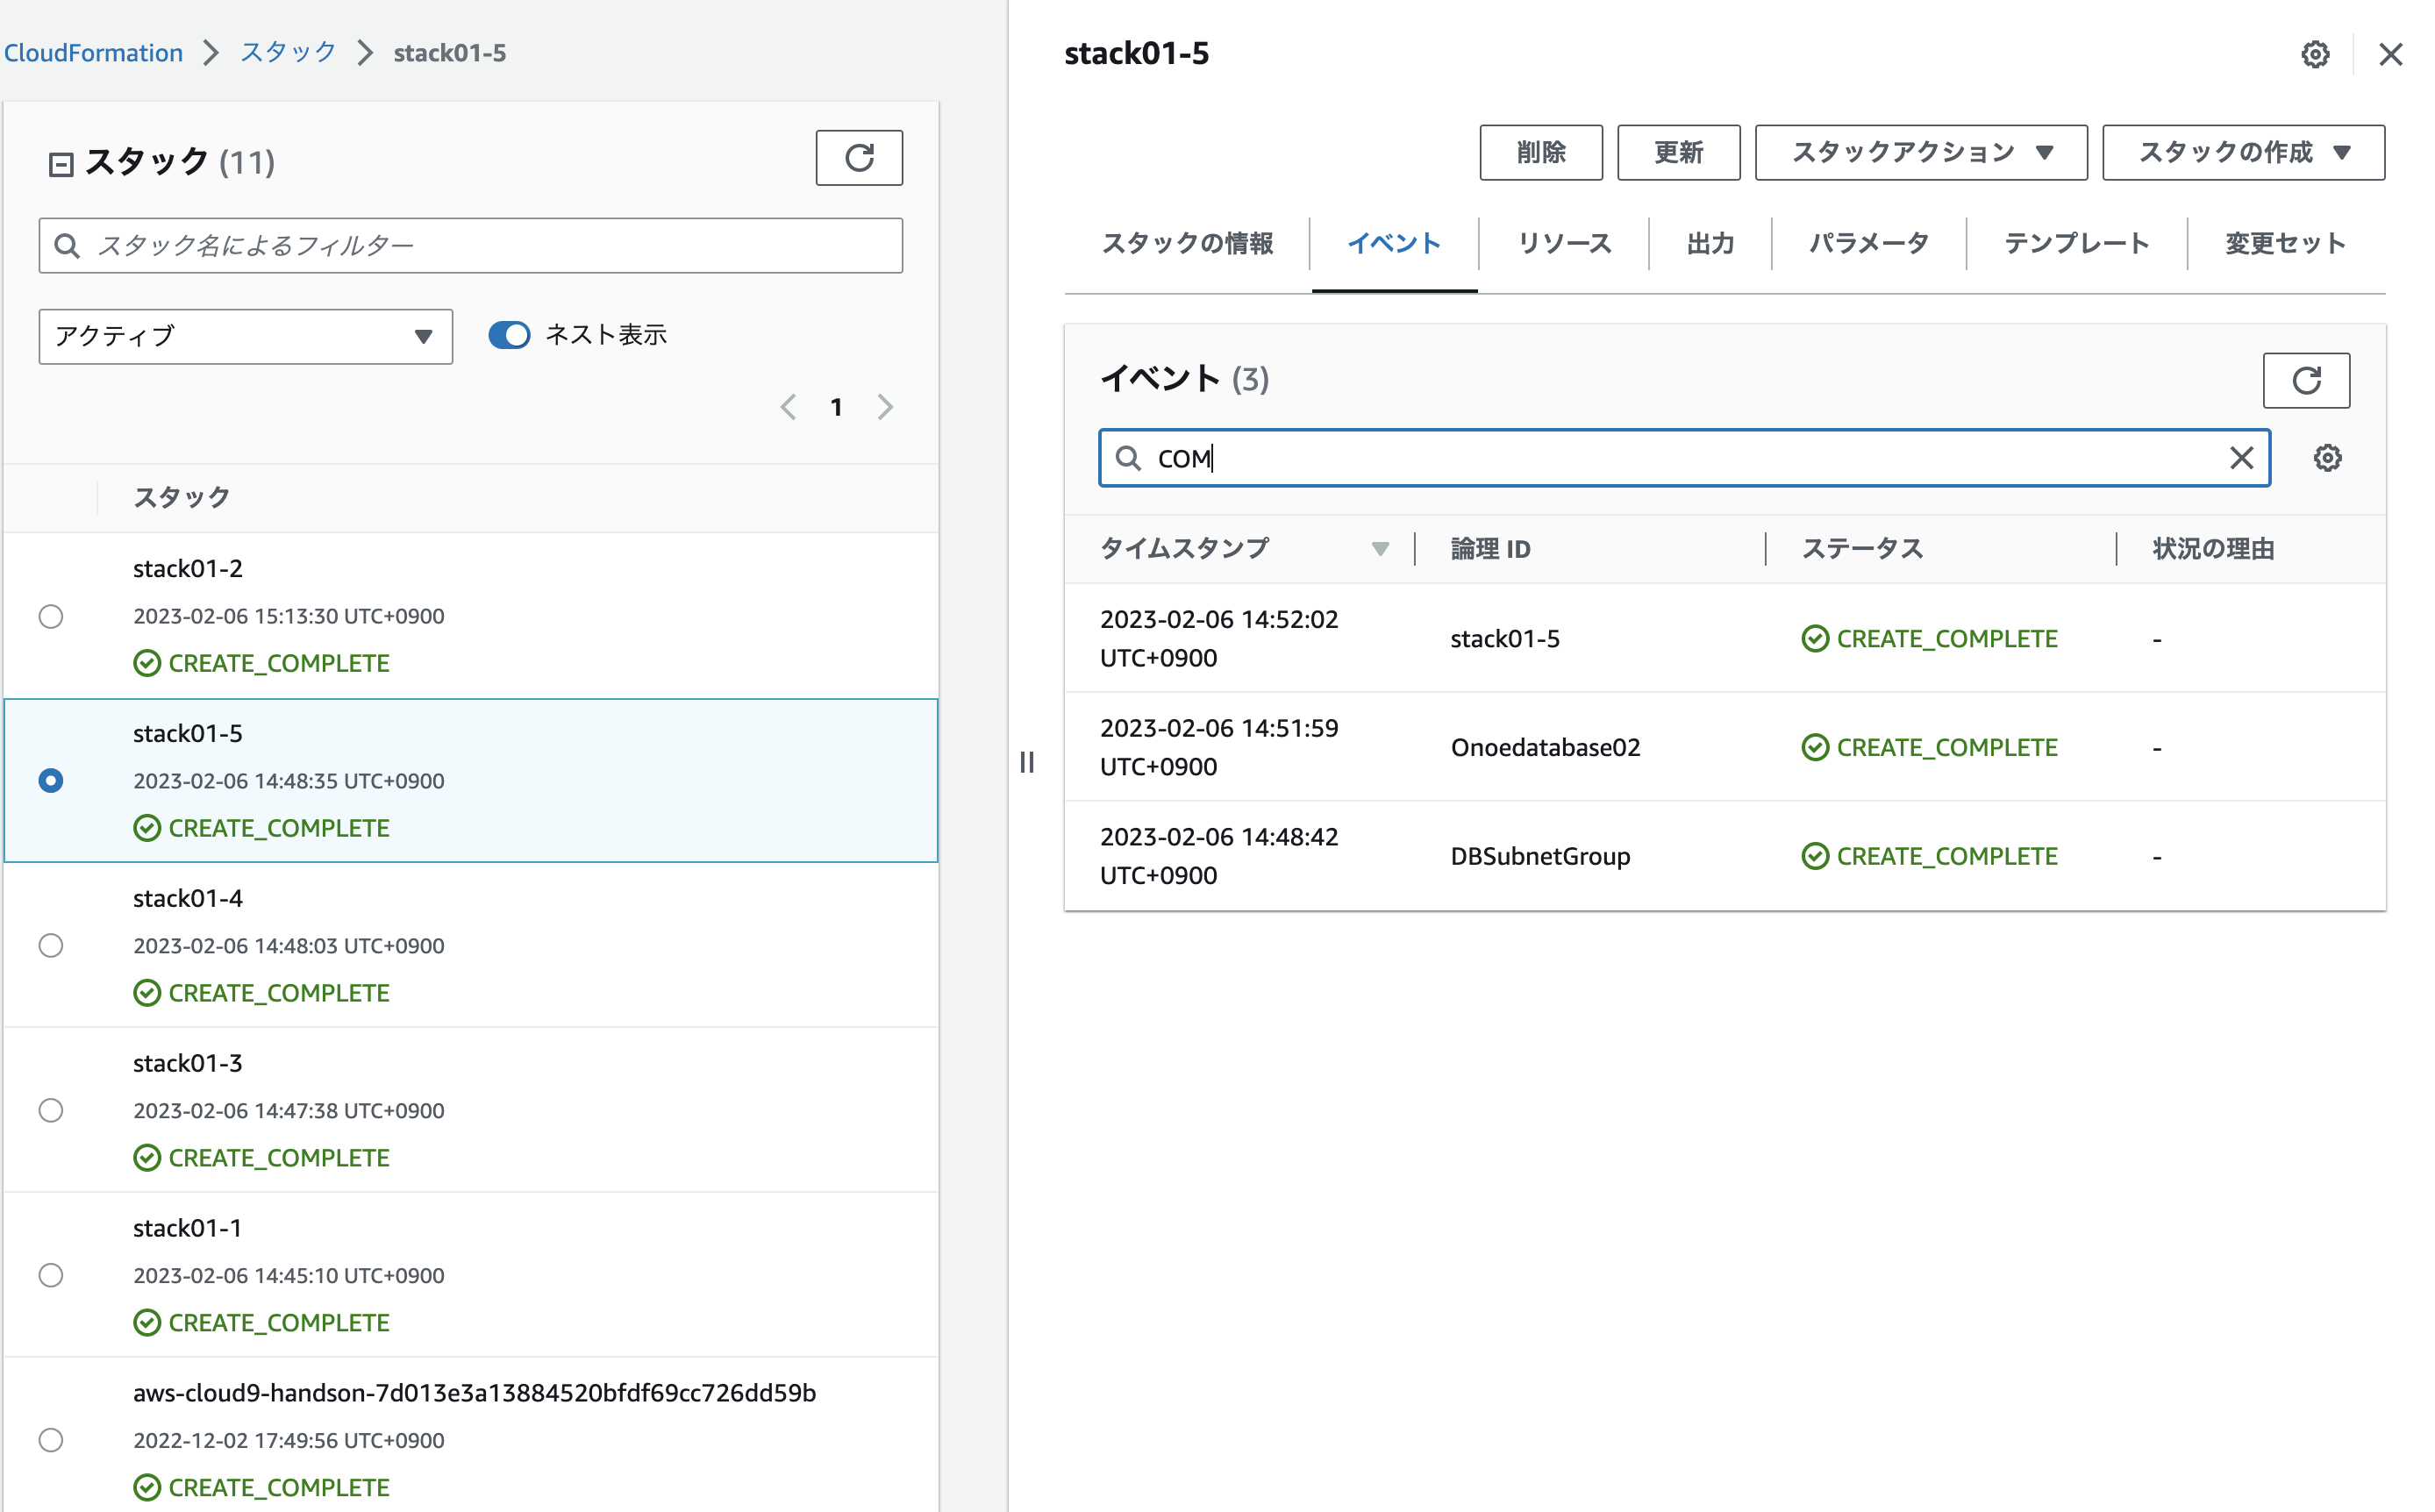 CloudFormation > スタック > stack01-5
スタック (11)
スタック名によるフィルター
アクティブ
ネスト表示
1
スタック
stack01-2
2023-02-06 15:13:30 UTC+0900
CREATE_COMPLETE
stack01-5
2023-02-06 14:48:35 UTC+0900
CREATE_COMPLETE
stack01-4
2023-02-06 14:48:03 UTC+0900
CREATE_COMPLETE
stack01-3
2023-02-06 14:47:38 UTC+0900
CREATE_COMPLETE
stack01-1
2023-02-06 14:45:10 UTC+0900
CREATE_COMPLETE
aws-cloud9-handson-7d013e3a13884520bfdf69cc726dd59b
2022-12-02 17:49:56 UTC+0900
CREATE_COMPLETE
stack01-5
削除 更新 スタックアクション スタックの作成
スタックの情報 イベント リソース 出力 パラメータ テンプレート 変更セット
イベント (3)
COM
タイムスタンプ 論理 ID ステータス 状況の理由
2023-02-06 14:52:02
UTC+0900
stack01-5
CREATE_COMPLETE
-
2023-02-06 14:51:59
UTC+0900
Onoedatabase02
CREATE_COMPLETE
-
2023-02-06 14:48:42
UTC+0900
DBSubnetGroup
CREATE_COMPLETE
-